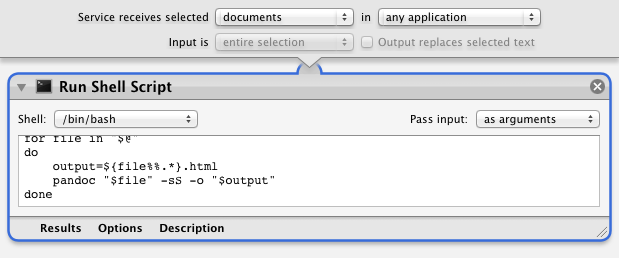 Service receives selected documents in any application
Input is entire selection Output replaces selected text
Run Shell Script
Shell: /bin/bash Pass input: as arguments
for file in "$@"
do
    output=${file%%.*}.html
    pandoc "$file" -sS -o "$output"
done
Results Options Description